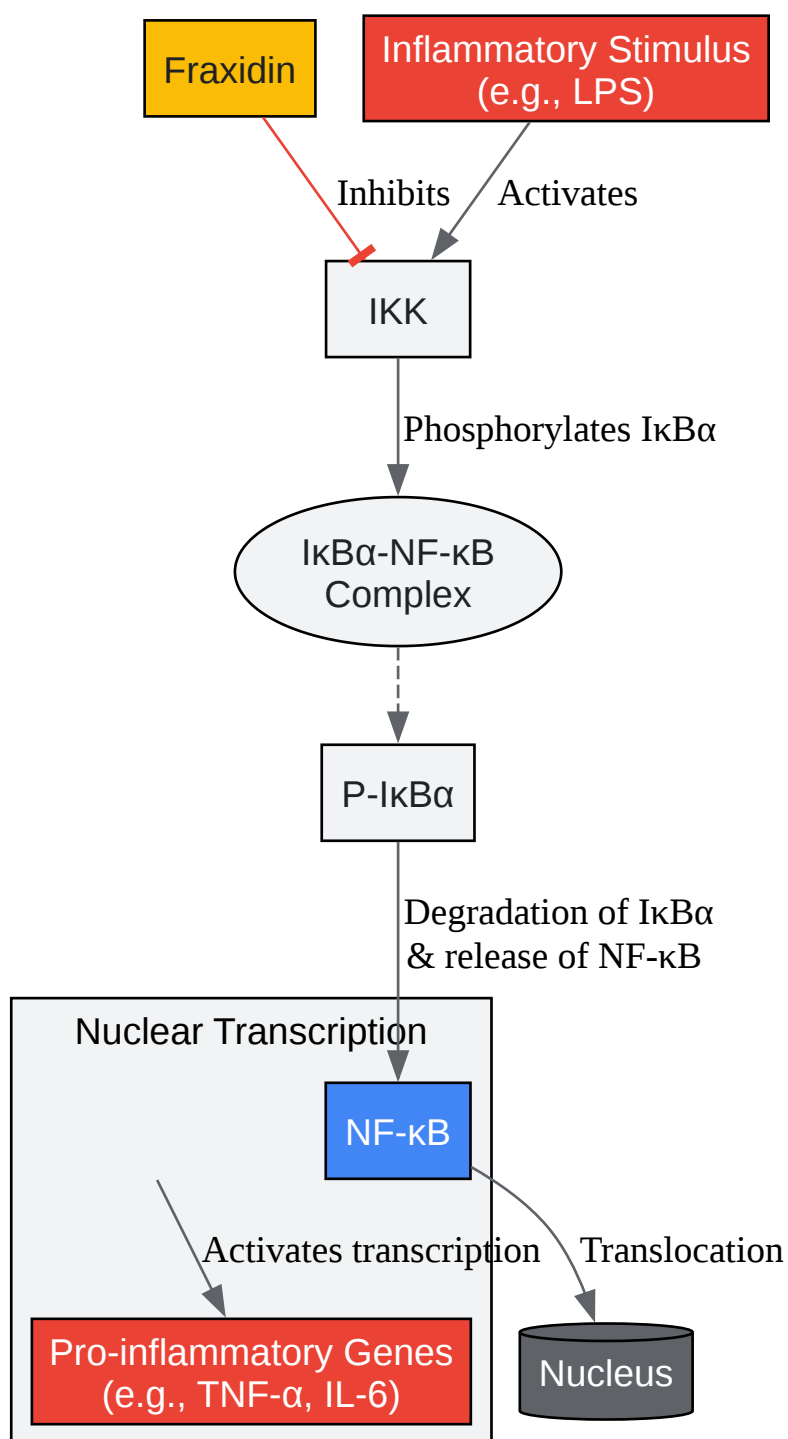 Fraxidin
Inflammatory Stimulus
(e.g., LPS)
Inhibits
Activates
IKK
Phosphorylates IκBα
IκBα-NF-κB
Complex
P-IκBα
Degradation of IκBα
& release of NF-κB
Nuclear Transcription
NF-κB
Activates transcription
Translocation
Pro-inflammatory Genes
(e.g., TNF-α, IL-6)
Nucleus